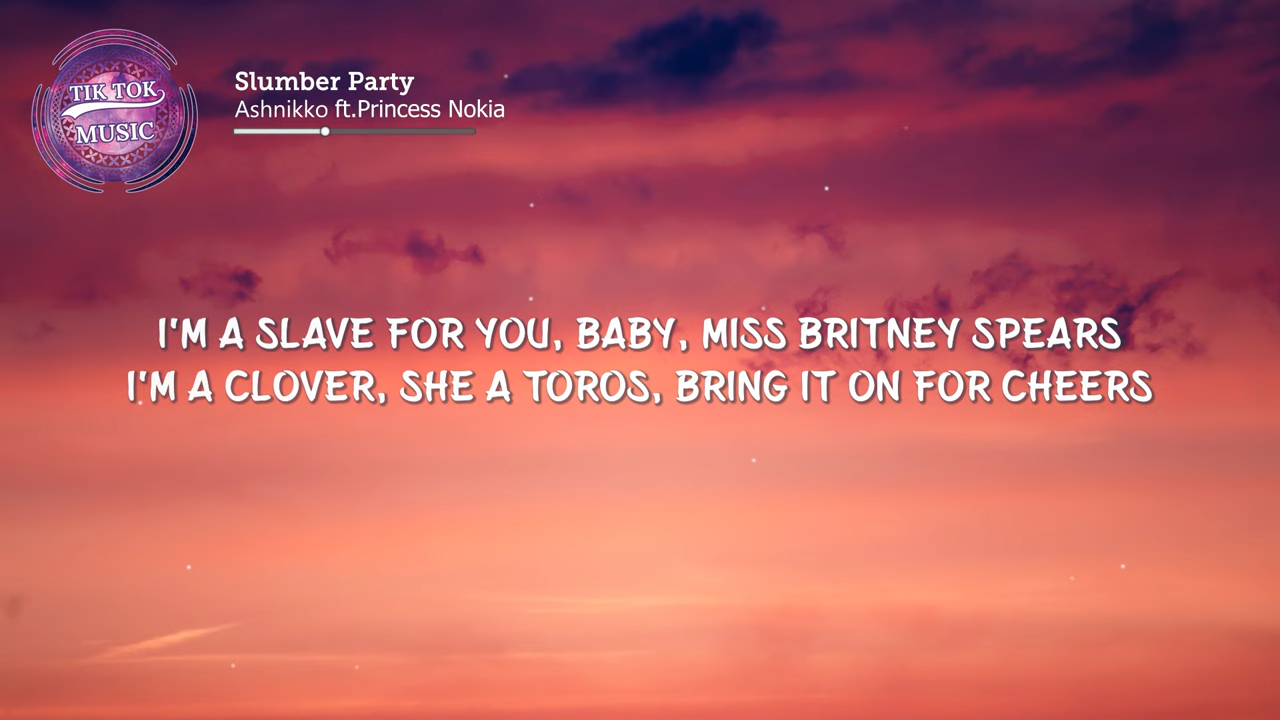 TIK TOK
MUSIC
Slumber Party
Ashnikko ft.Princess Nokia
I'M A SLAVE FOR YOU, BABY, MISS BRITNEY SPEARS
I'M A CLOVER, SHE A TOROS, BRING IT ON FOR CHEERS